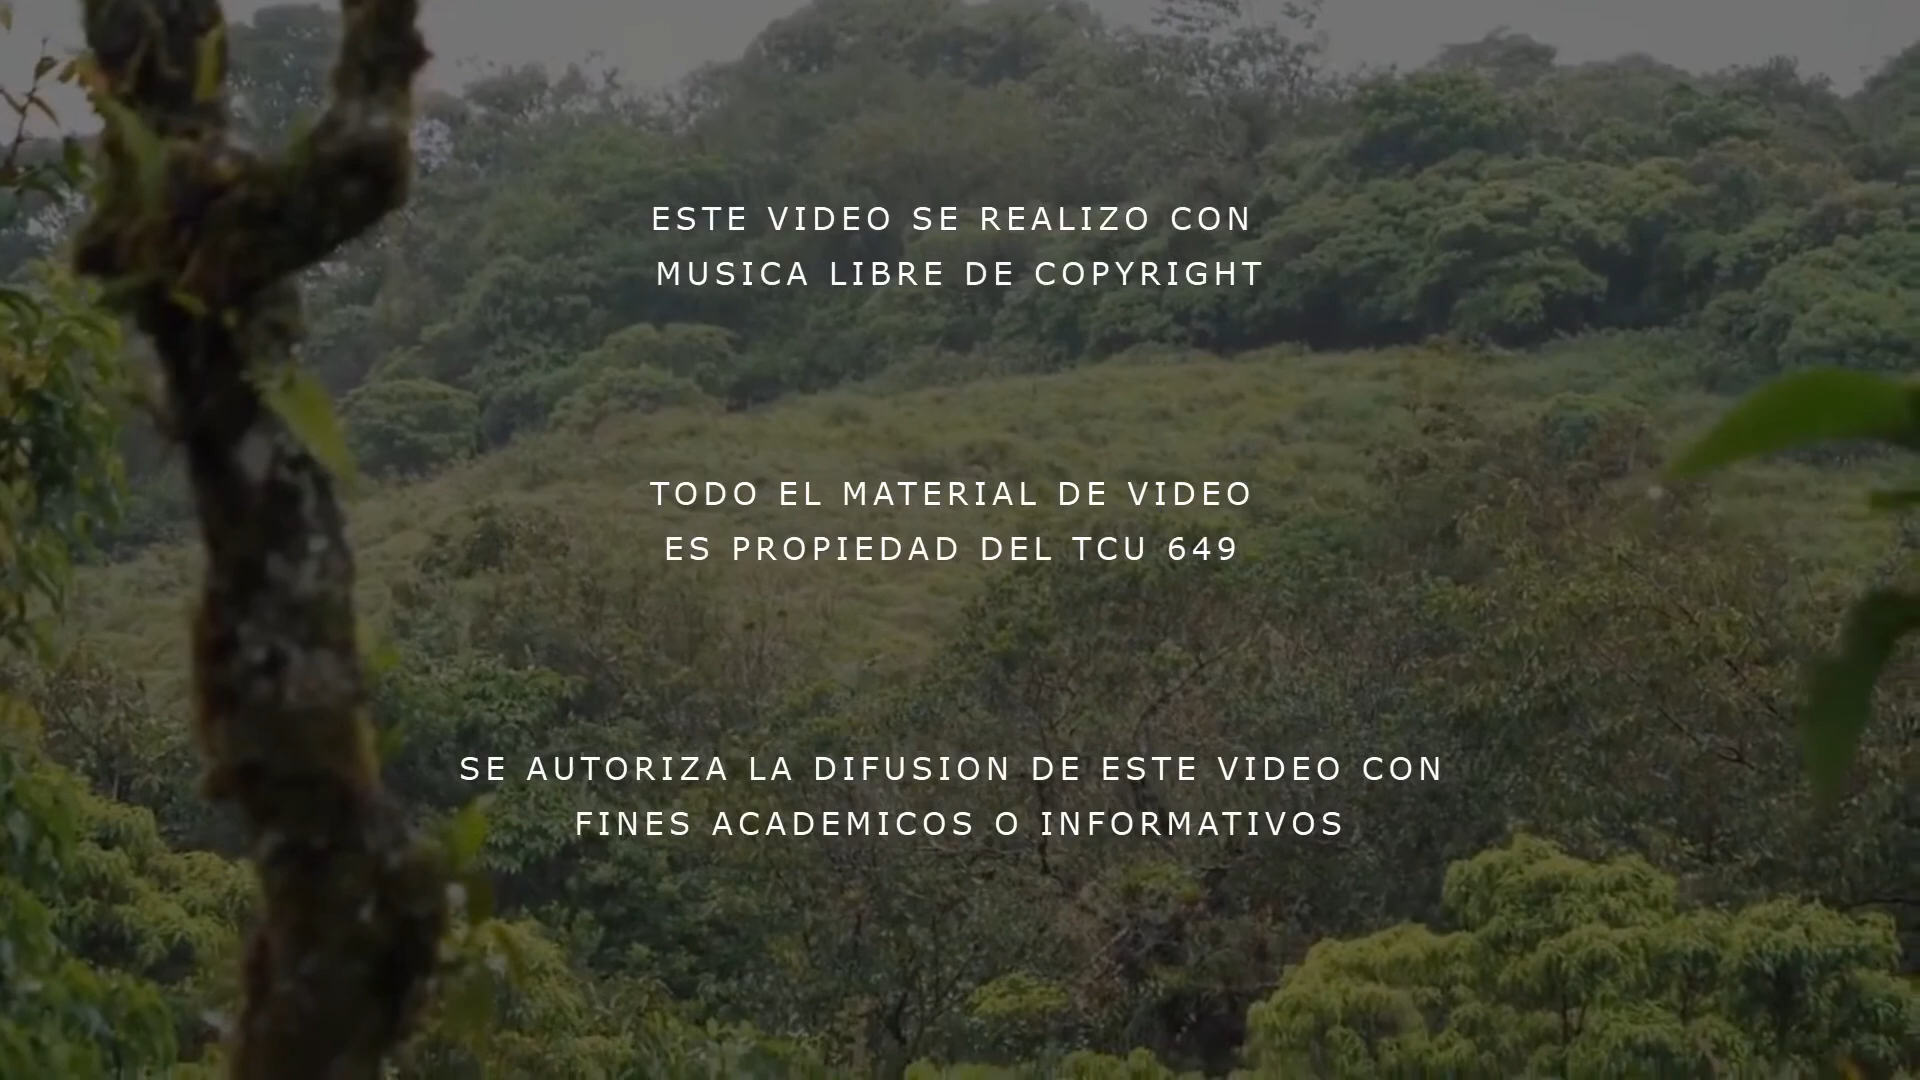 ESTE VIDEO SE REALIZO CON
MUSICA LIBRE DE COPYRIGHT
TODO EL MATERIAL DE VIDEO
ES PROPIEDAD DEL TCU 649
SE AUTORIZA LA DIFUSION DE ESTE VIDEO CON
FINES ACADEMICOS O INFORMATIVOS